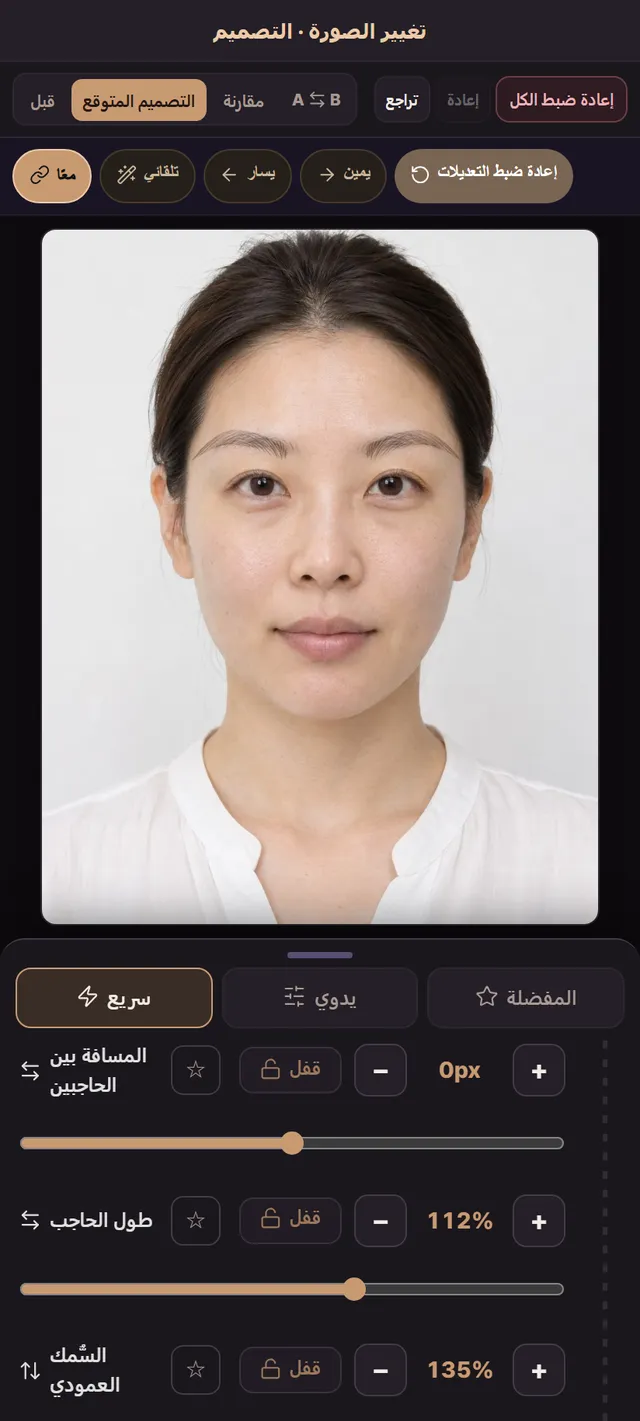 تغيير الصورة · التصميم
إعادة ضبط الكل
إعادة
تراجع
A B
مقارنة
التصميم المتوقع
قبل
إعادة ضبط التعديلات
يمين
يسار
تلقائي
معًا
المفضلة
يدوي
سريع
المسافة بين
الحاجبين
قفل
−
0px
+
طول الحاجب
قفل
−
112%
+
السُّمك
العمودي
قفل
−
135%
+